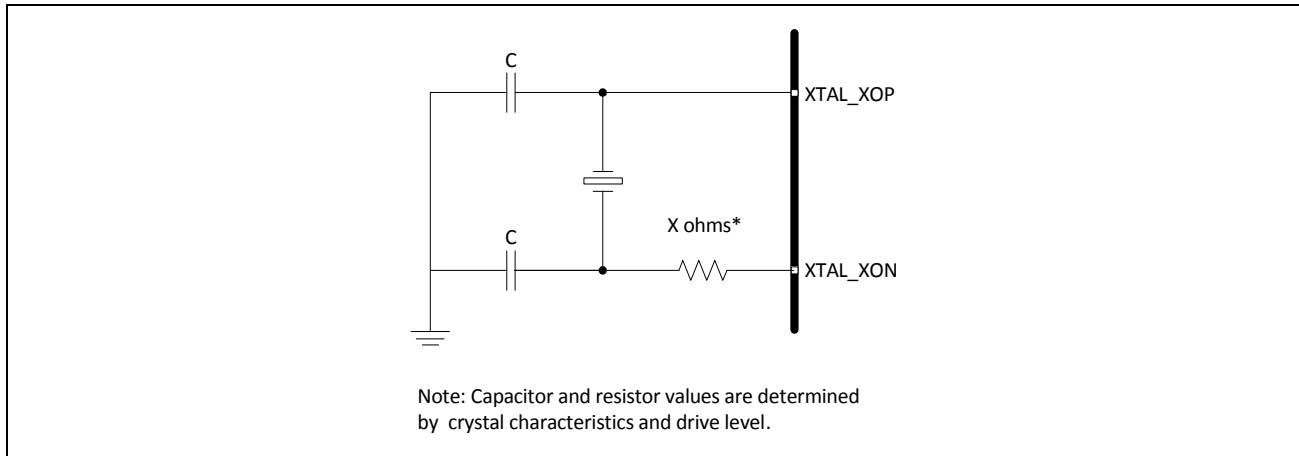 C
XTAL_XOP
X ohms*
C
XTAL_XON
Note: Capacitor and resistor values are determined
by crystal characteristics and drive level.